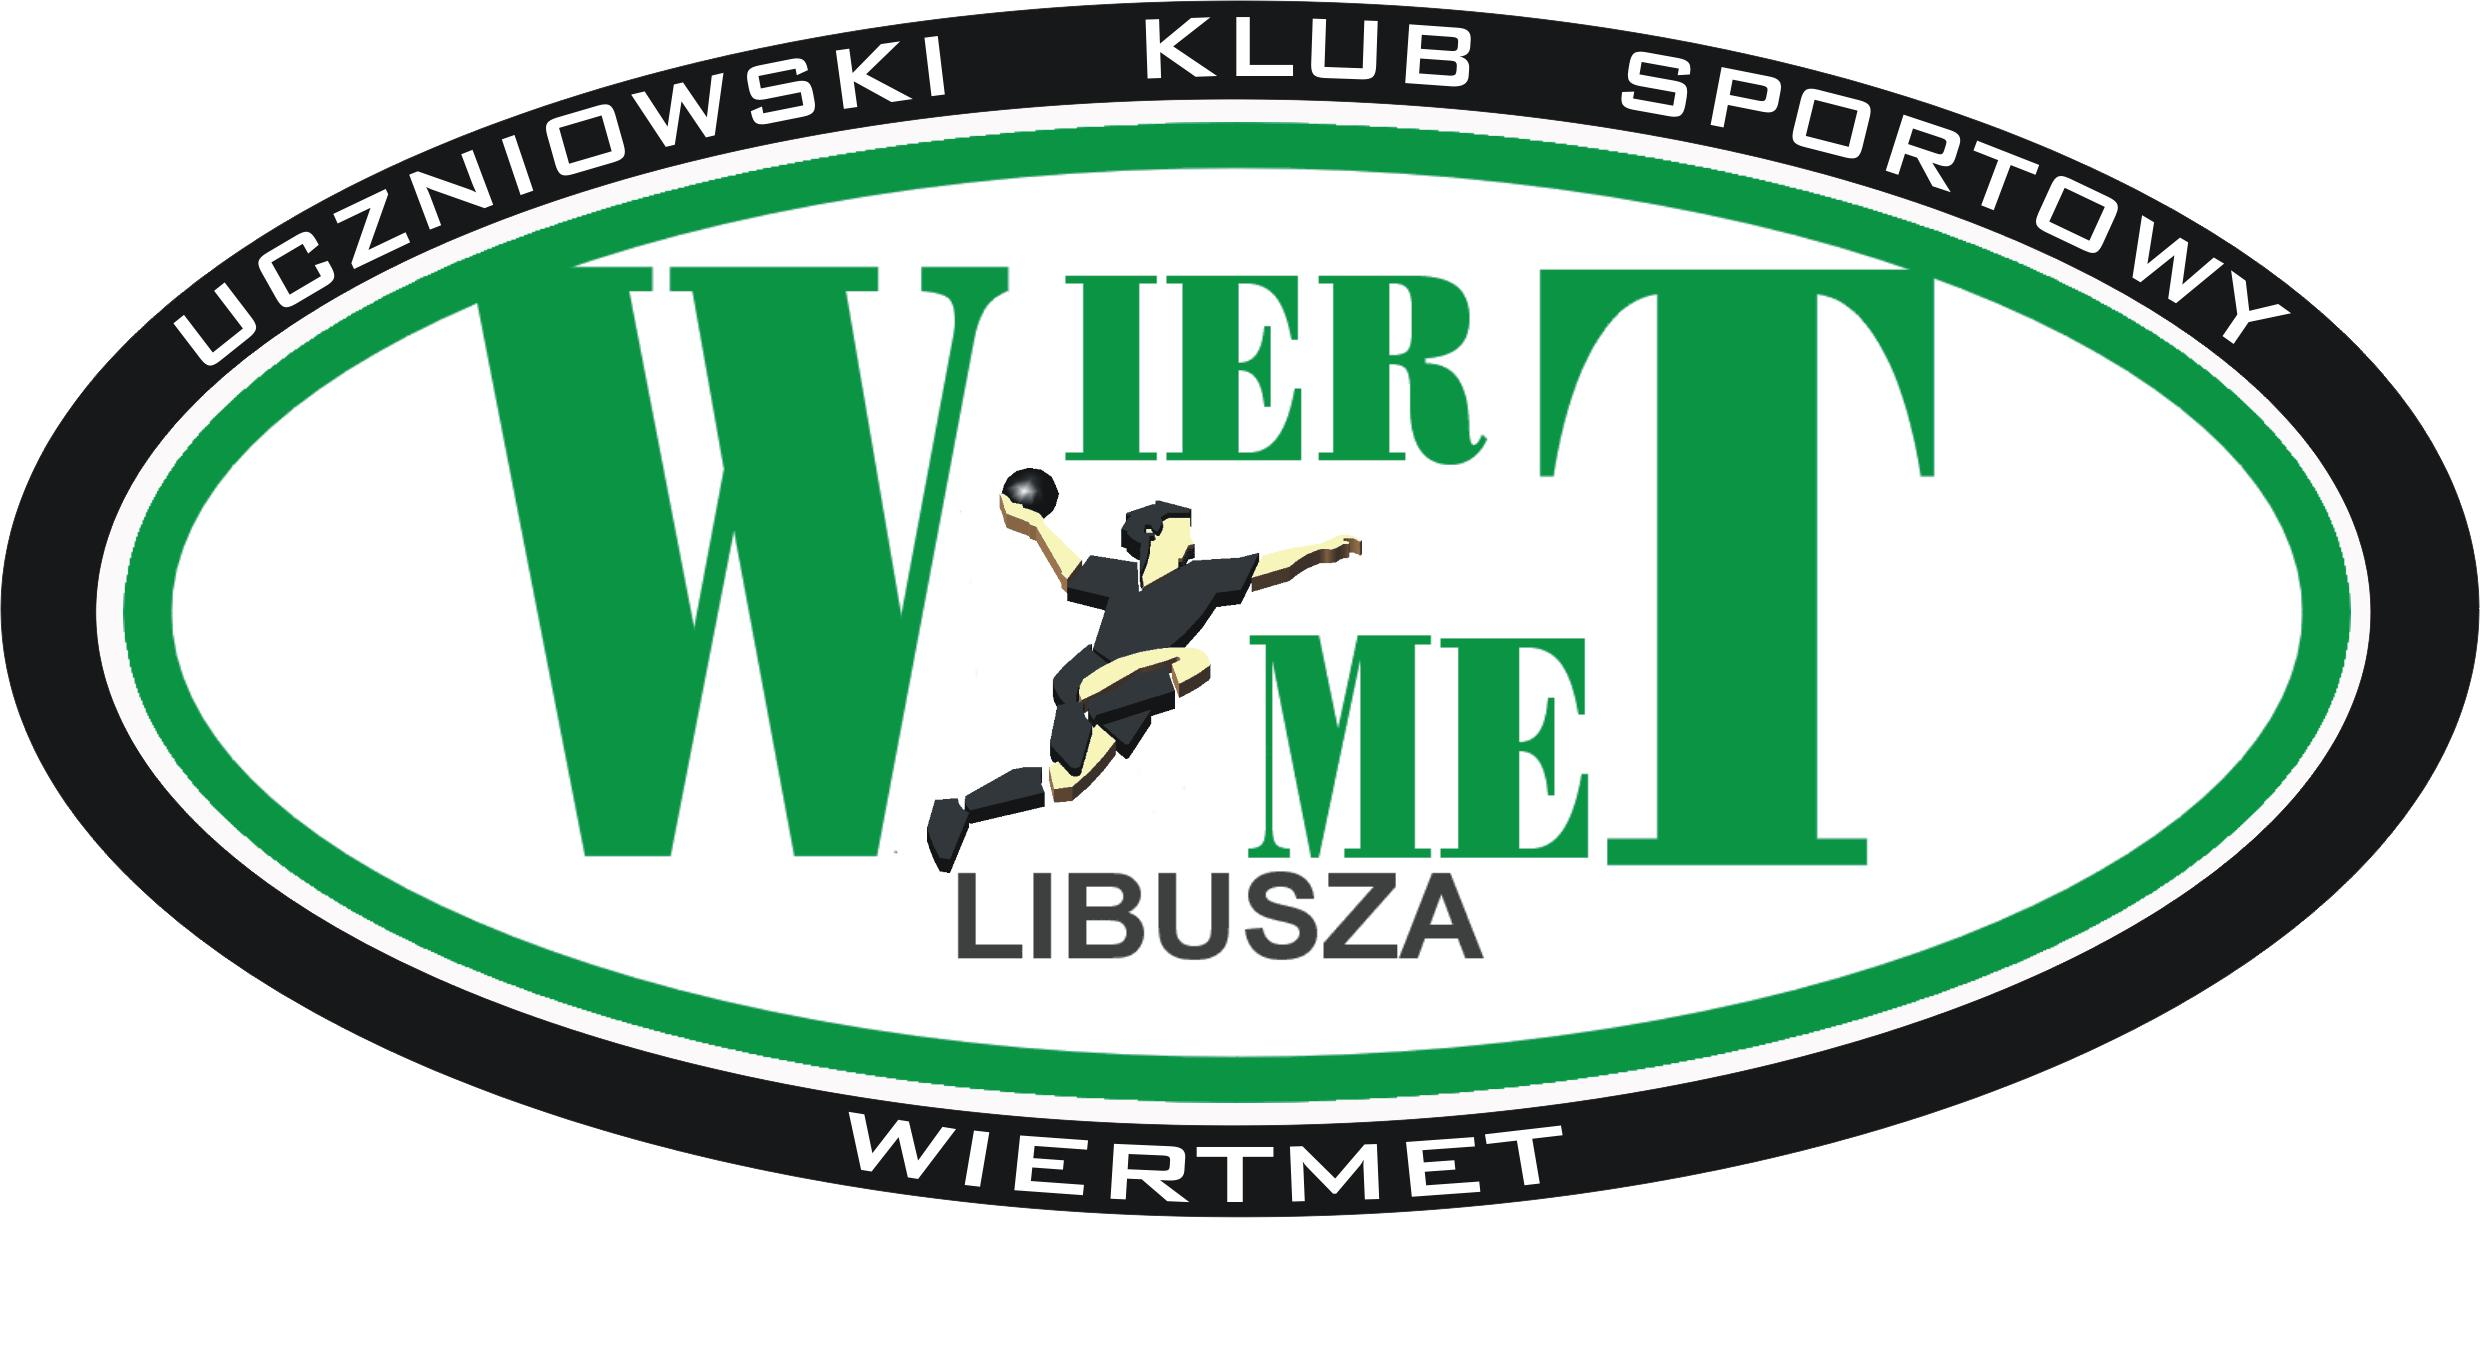 UCZNIOWSKI KLUB SPORTOWY
WIERT
MET
LIBUSZA
WIERTMET